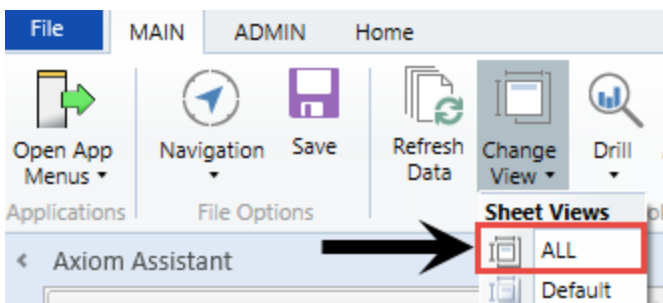 File MAIN ADMIN Home
Open App Menus Navigation Save Refresh Data Change View Drill
Applications File Options
Sheet Views
Axiom Assistant
ALL
Default